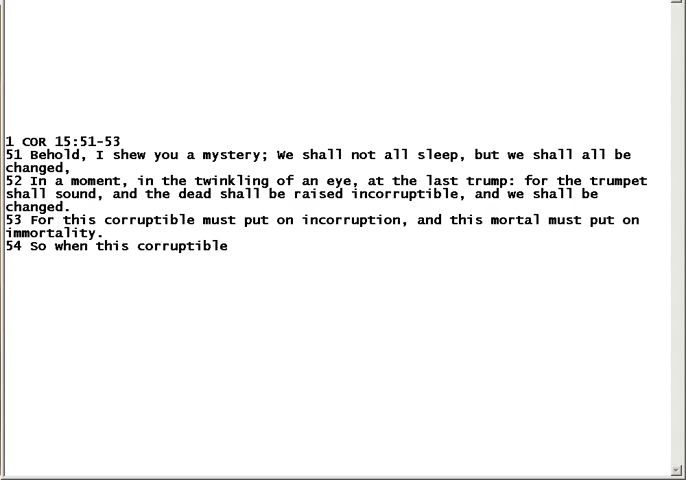 1 COR 15:51-53
51 Behold, I shew you a mystery; We shall not all sleep, but we shall all be
changed,
52 In a moment, in the twinkling of an eye, at the last trump: for the trumpet
shall sound, and the dead shall be raised incorruptible, and we shall be
changed.
53 For this corruptible must put on incorruption, and this mortal must put on
immortality.
54 So when this corruptible